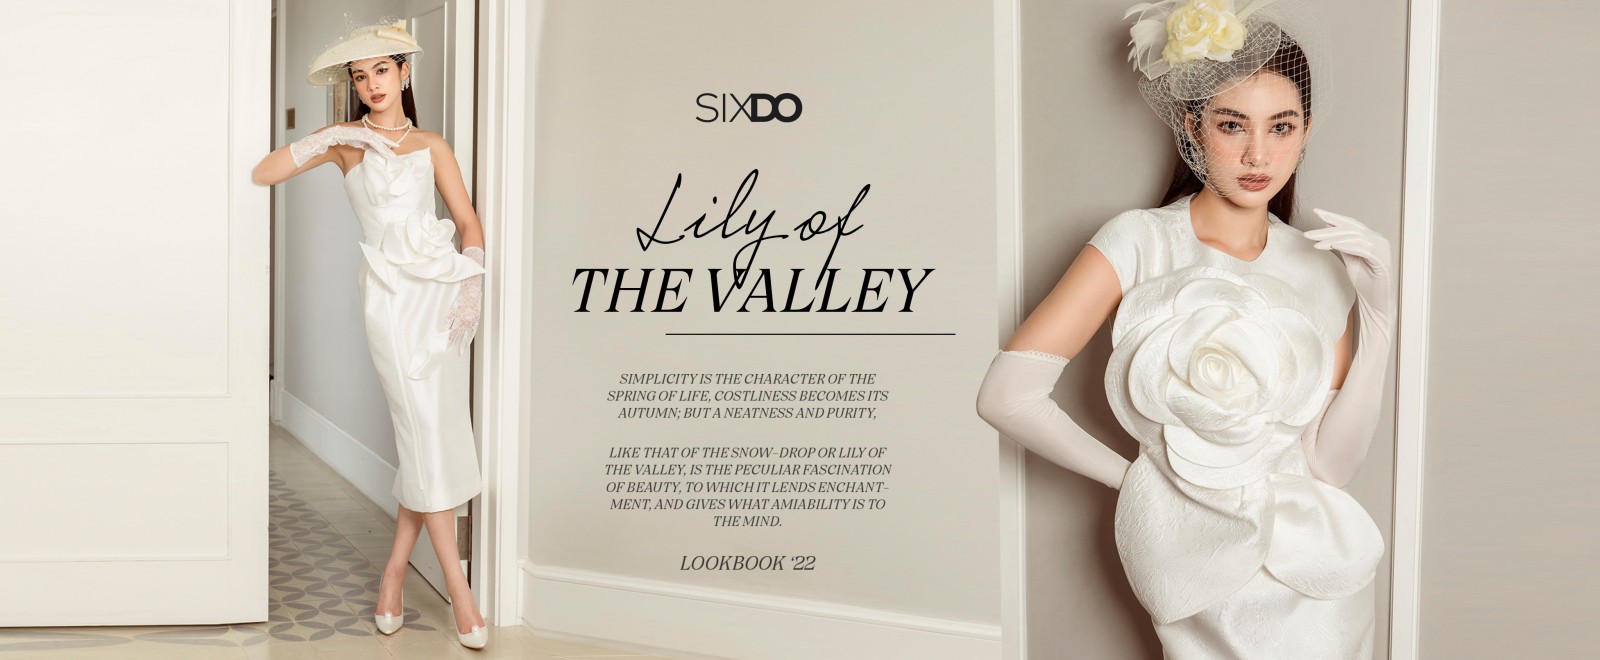 SIXDO
Lily of
THE VALLEY
SIMPLICITY IS THE CHARACTER OF THE
SPRING OF LIFE, COSTLINESS BECOMES ITS
AUTUMN; BUT A NEATNESS AND PURITY,
LIKE THAT OF THE SNOW-DROP OR LILY OF
THE VALLEY, IS THE PECULIAR FASCINATION
OF BEAUTY, TO WHICH IT LENDS ENCHANT-
MENT, AND GIVES WHAT AMIABILITY IS TO
THE MIND.
LOOKBOOK ‘22